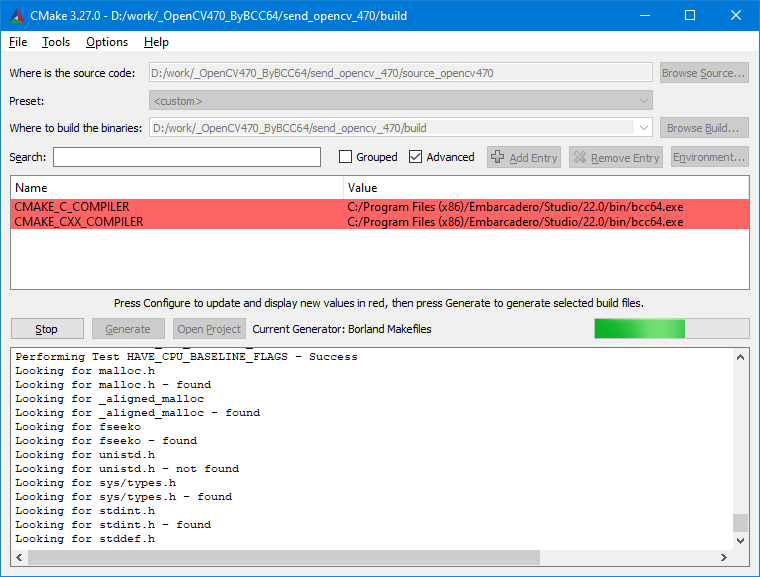 CMake 3.27.0 - D:/work/_OpenCV470_ByBCC64/send_opencv_470/build
File Tools Options Help
Where is the source code: D:/work/_OpenCV470_ByBCC64/send_opencv_470/source_opencv470 Browse Source...
Preset: <custom>
Where to build the binaries: D:/work/_OpenCV470_ByBCC64/send_opencv_470/build Browse Build...
Search: Grouped Advanced Add Entry Remove Entry Environment...
Name Value
CMAKE_C_COMPILER C:/Program Files (x86)/Embarcadero/Studio/22.0/bin/bcc64.exe
CMAKE_CXX_COMPILER C:/Program Files (x86)/Embarcadero/Studio/22.0/bin/bcc64.exe
Press Configure to update and display new values in red, then press Generate to generate selected build files.
Stop Generate Open Project Current Generator: Borland Makefiles
Performing Test HAVE_CPU_BASELINE_FLAGS - Success
Looking for malloc.h
Looking for malloc.h - found
Looking for _aligned_malloc
Looking for _aligned_malloc - found
Looking for fseeko
Looking for fseeko - found
Looking for unistd.h
Looking for unistd.h - not found
Looking for sys/types.h
Looking for sys/types.h - found
Looking for stdint.h
Looking for stdint.h - found
Looking for stddef.h